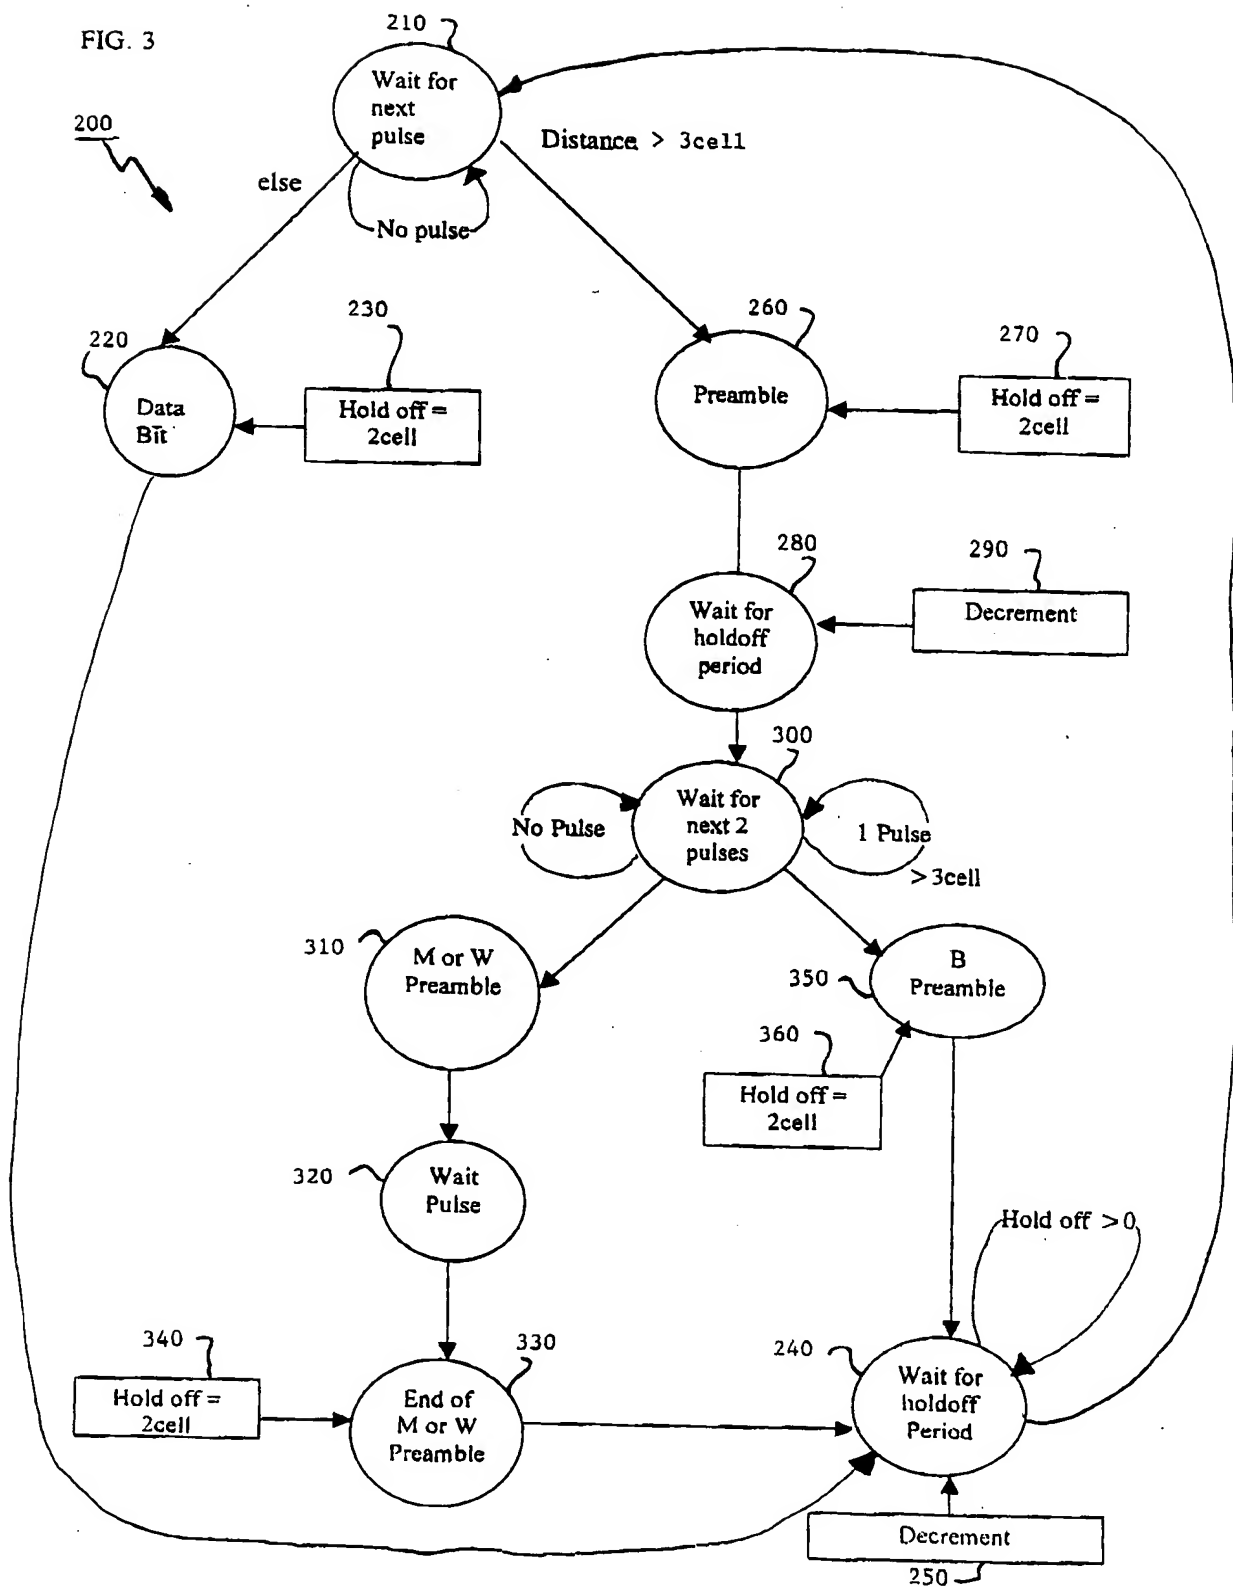 FIG. 3
210
Wait for
next
pulse
200
Distance > 3cell
else
No pulse
230
260
270
220
Data
Bit
Hold off =
2cell
Preamble
Hold off =
2cell
280
290
Wait for
holdoff
period
Decrement
300
No Pulse
Wait for
next 2
pulses
1 Pulse
> 3cell
310
M or W
Preamble
350
B
Preamble
360
Hold off =
2cell
320
Wait
Pulse
Hold off > 0
340
330
240
Hold off =
2cell
End of
M or W
Preamble
Wait for
holdoff
Period
Decrement
250